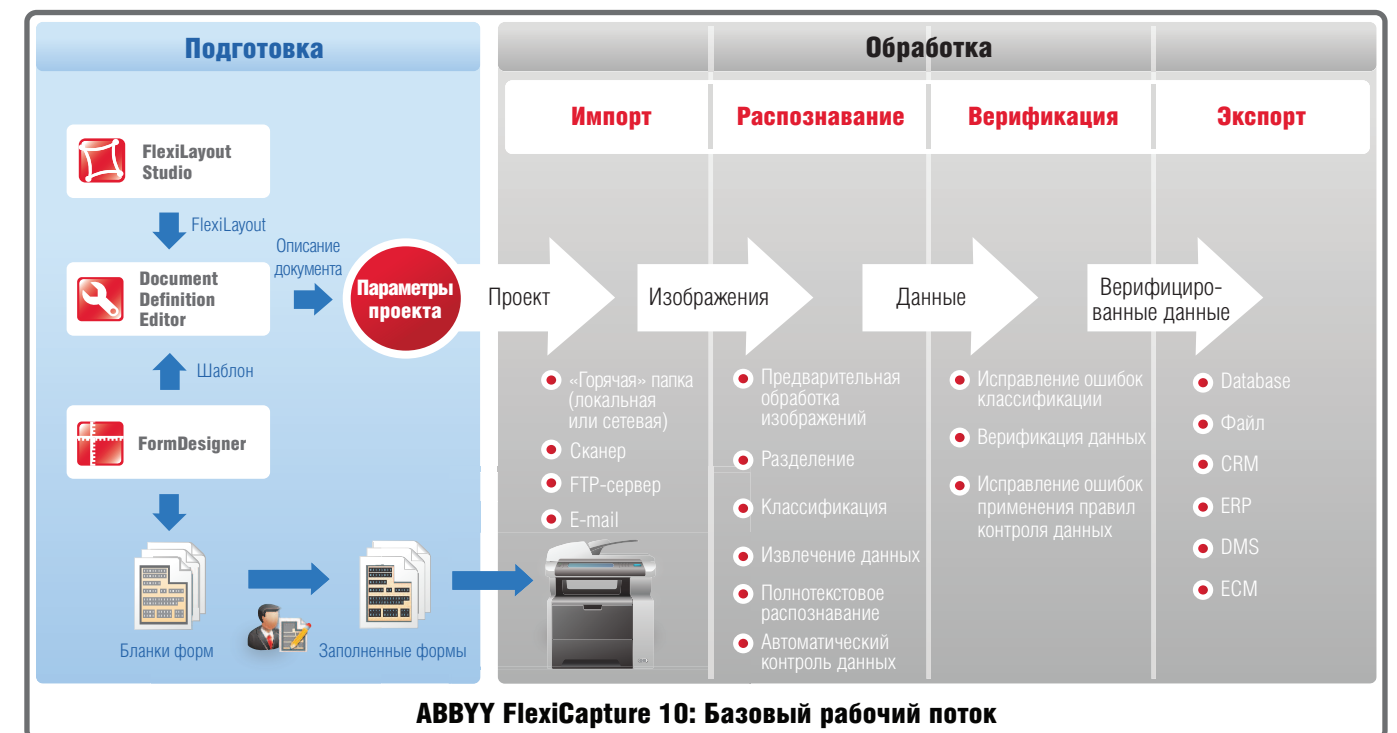 Подготовка
FlexiLayout
Studio
FlexiLayout
Описание
документа
Document
Definition
Editor
Параметры
проекта
Шаблон
FormDesigner
Бланки форм
Заполненные формы
Обработка
Импорт
Распознавание
Верификация
Экспорт
Проект
Изображения
Данные
Верифициро-
ванные данные
«Горячая» папка
(локальная
или сетевая)
Сканер
FTP-сервер
E-mail
Предварительная
обработка
изображений
Разделение
Классификация
Извлечение данных
Полнотекстовое
распознавание
Автоматический
контроль данных
Исправление ошибок
классификации
Верификация данных
Исправление ошибок
применения правил
контроля данных
Database
Файл
CRM
ERP
DMS
ECM
ABBYY FlexiCapture 10: Базовый рабочий поток